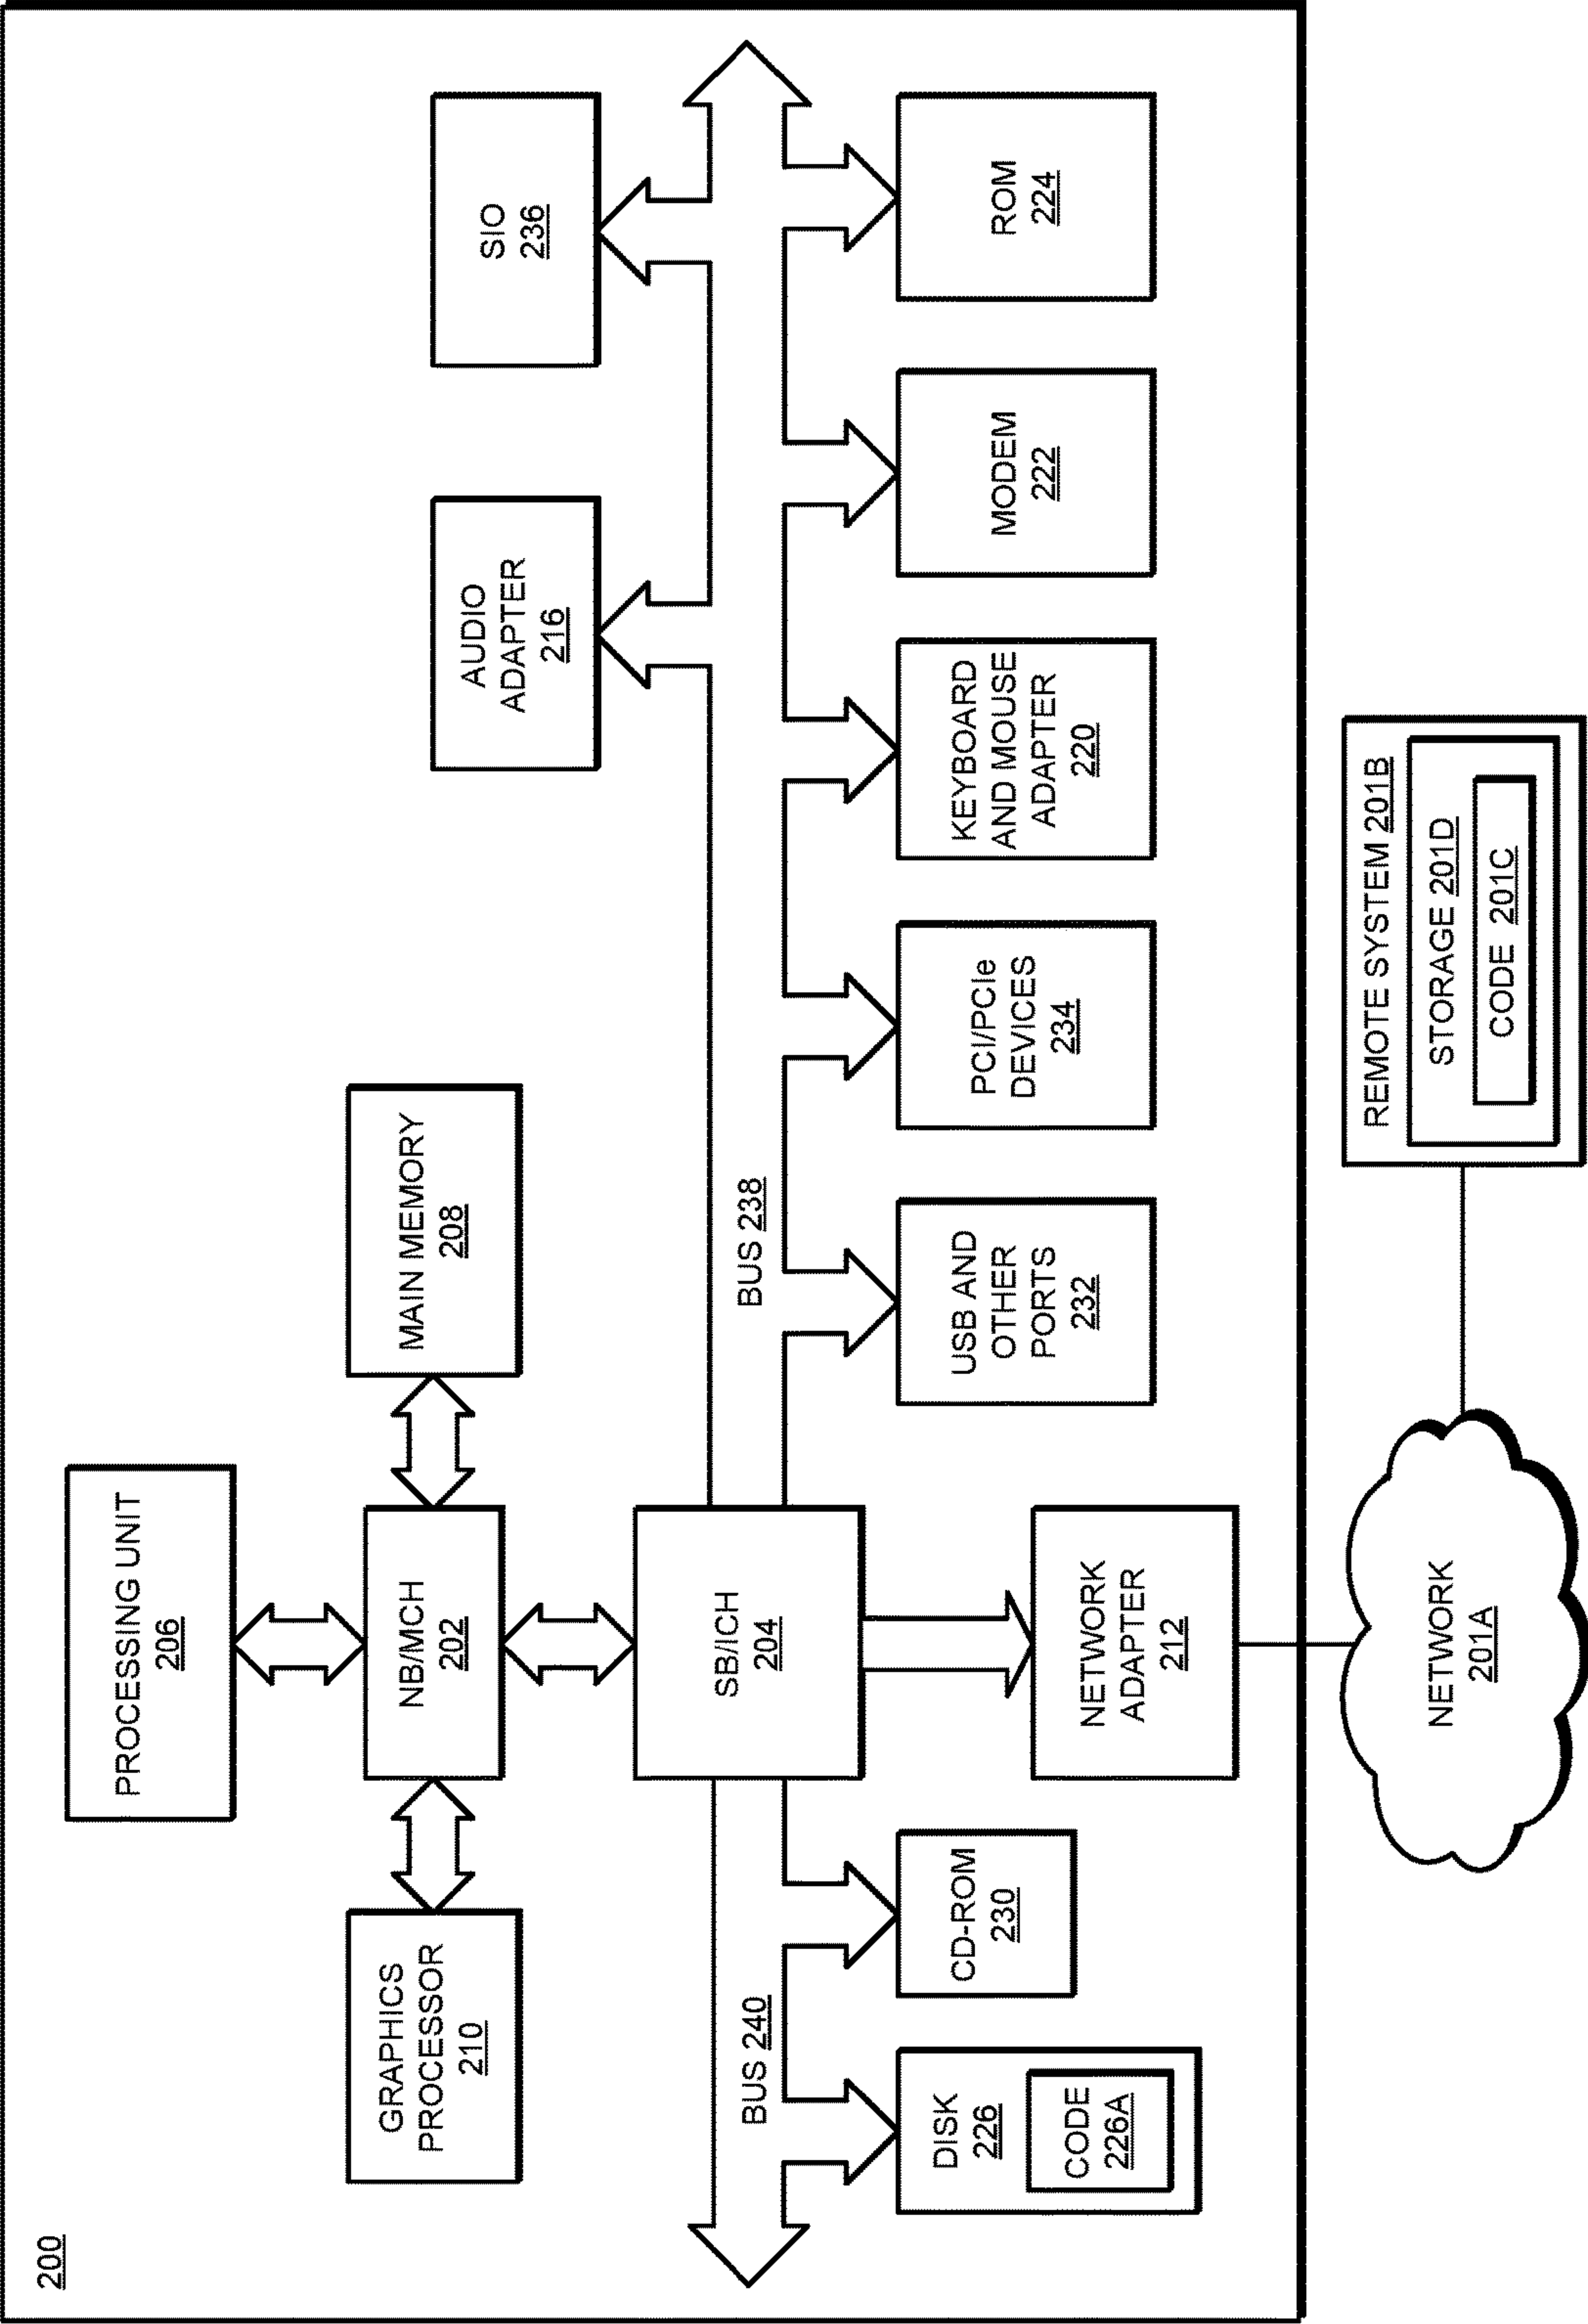 200
PROCESSING UNIT
206
GRAPHICS
PROCESSOR
210
NB/MCH
202
MAIN MEMORY
208
AUDIO
ADAPTER
216
SIO
236
SB/ICH
204
BUS 240
BUS 238
DISK
226
CODE
226A
CD-ROM
230
NETWORK
ADAPTER
212
USB AND
OTHER
PORTS
232
PCI/PCIe
DEVICES
234
KEYBOARD
AND MOUSE
ADAPTER
220
MODEM
222
ROM
224
NETWORK
201A
REMOTE SYSTEM 201B
STORAGE 201D
CODE 201C